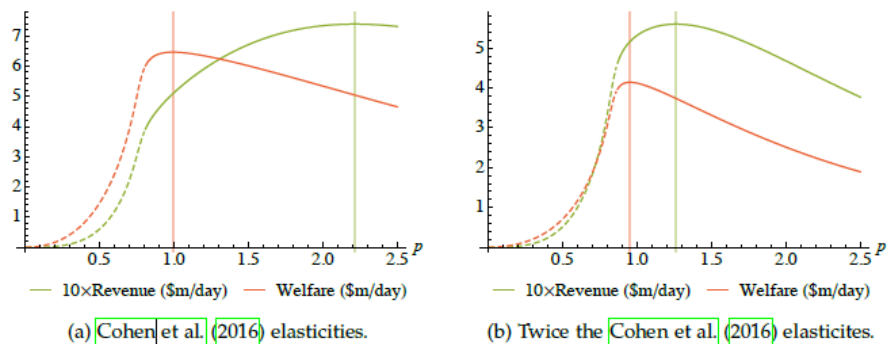 7
6
5
4
3
2
1
0.5 1.0 1.5 2.0 2.5
p
10×Revenue ($m/day) Welfare ($m/day)
(a) Cohen et al. (2016) elasticities.
5
4
3
2
1
0.5 1.0 1.5 2.0 2.5
p
10×Revenue ($m/day) Welfare ($m/day)
(b) Twice the Cohen et al. (2016) elasticites.